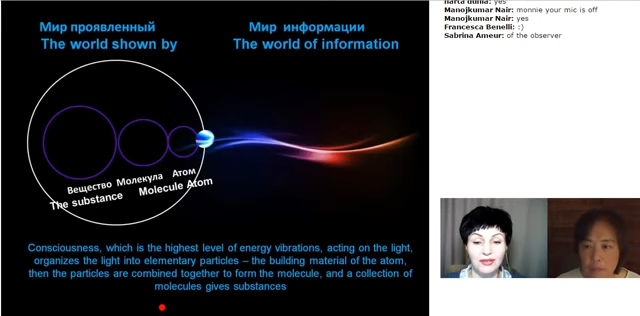 Мир проявленный
The world shown by
Мир информации
The world of information
Вещество Молекула Атом
The substance Molecule Atom
Consciousness, which is the highest level of energy vibrations, acting on the light,
organizes the light into elementary particles – the building material of the atom,
then the particles are combined together to form the molecule, and a collection of
molecules gives substances
yes
Manojkumar Nair: monnie your mic is off
Manojkumar Nair: yes
Francesca Benelli: :)
Sabrina Ameur: of the observer